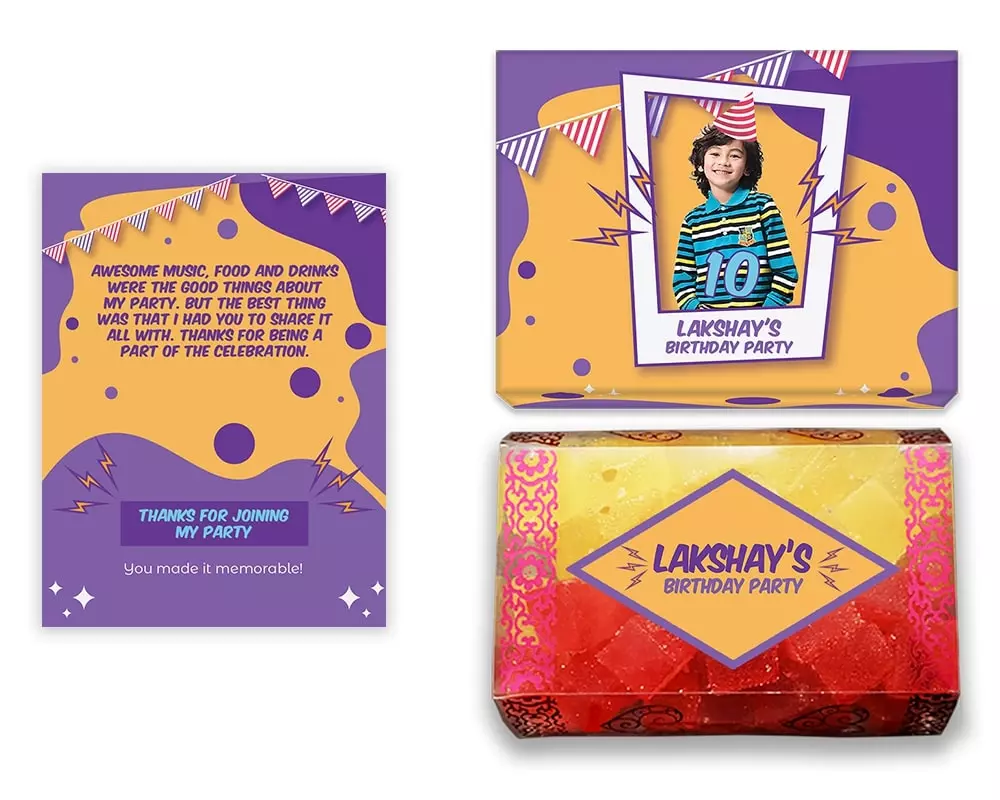 AWESOME MUSIC, FOOD AND DRINKS
WERE THE GOOD THINGS ABOUT
MY PARTY. BUT THE BEST THING
WAS THAT I HAD YOU TO SHARE IT
ALL WITH. THANKS FOR BEING A
PART OF THE CELEBRATION.
THANKS FOR JOINING
MY PARTY
You made it memorable!
10
LAKSHAY'S
BIRTHDAY PARTY
LAKSHAY'S
BIRTHDAY PARTY